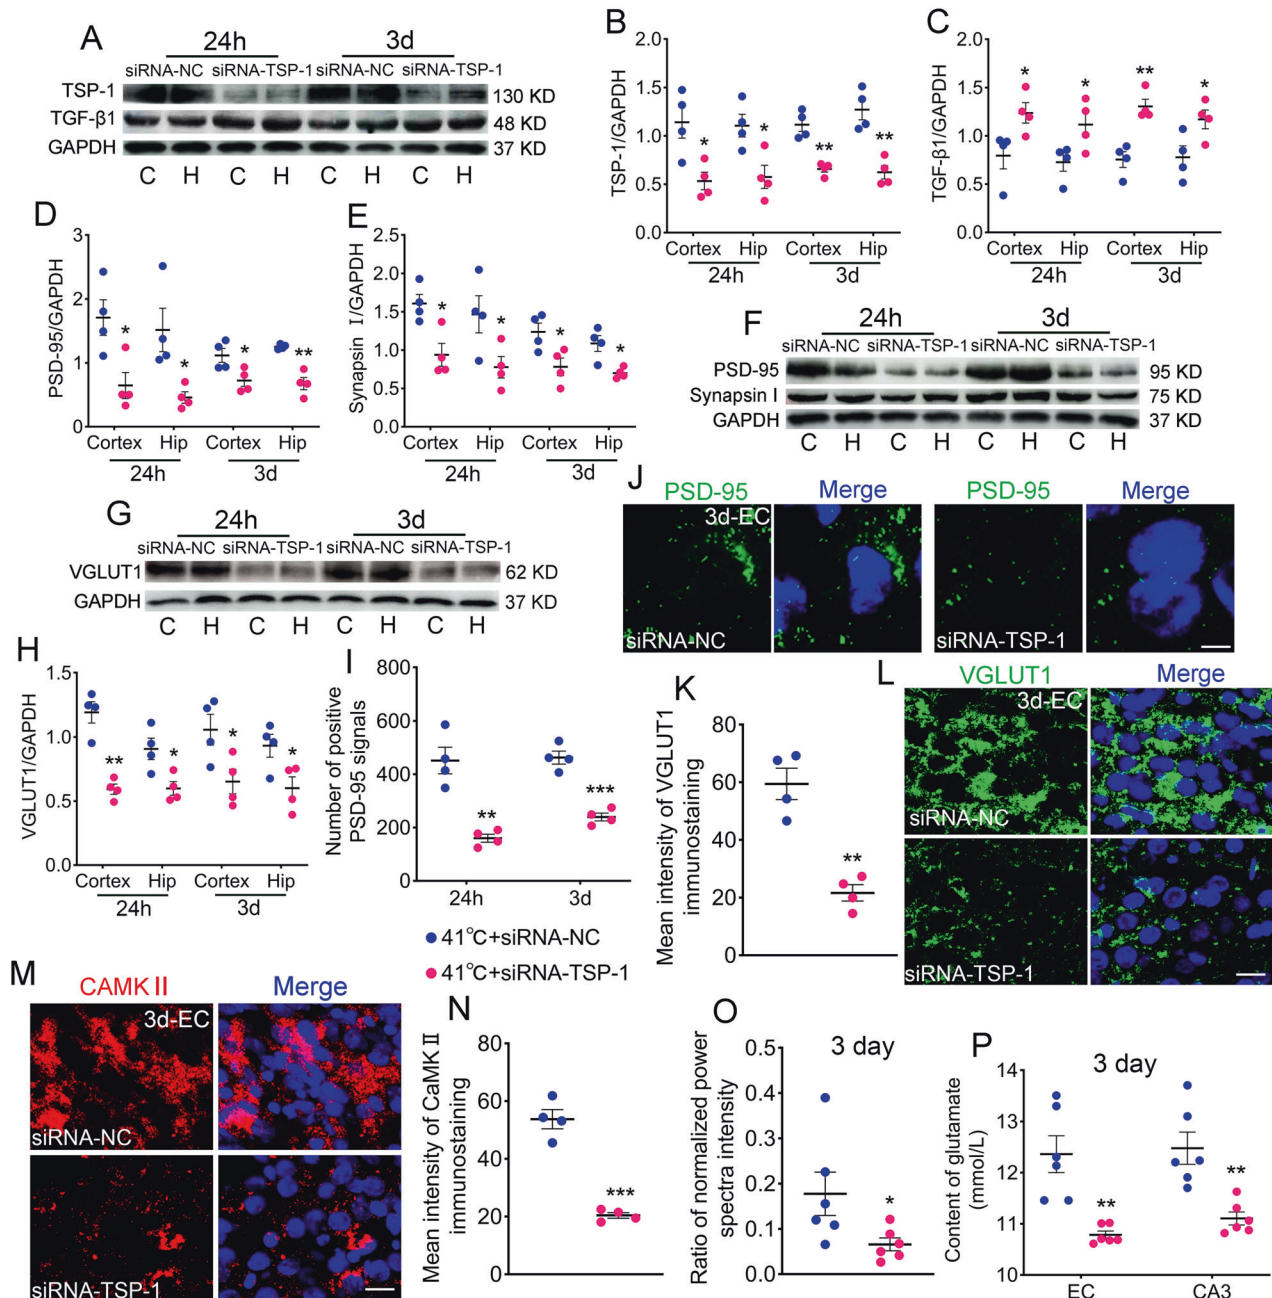 A
24h
3d
siRNA-NC siRNA-TSP-1 siRNA-NC siRNA-TSP-1
TSP-1
130 KD
TGF-β1
48 KD
GAPDH
37 KD
C H C H C H C H
B
TSP-1/GAPDH
2.0
1.5
1.0
0.5
0.0
* * ** **
Cortex Hip Cortex Hip
24h 3d
C
TGF-β1/GAPDH
2.0
1.5
1.0
0.5
0.0
* * ** *
Cortex Hip Cortex Hip
24h 3d
D
PSD-95/GAPDH
3
2
1
0
* * * **
Cortex Hip Cortex Hip
24h 3d
E
Synapsin I/GAPDH
2.5
2.0
1.5
1.0
0.5
0.0
* * * *
Cortex Hip Cortex Hip
24h 3d
F
24h 3d
siRNA-NC siRNA-TSP-1 siRNA-NC siRNA-TSP-1
PSD-95
95 KD
Synapsin I
75 KD
GAPDH
37 KD
C H C H C H C H
G
24h 3d
siRNA-NC siRNA-TSP-1 siRNA-NC siRNA-TSP-1
VGLUT1
62 KD
GAPDH
37 KD
C H C H C H C H
J
PSD-95 Merge PSD-95 Merge
3d-EC
siRNA-NC siRNA-TSP-1
H
VGLUT1/GAPDH
1.5
1.0
0.5
0.0
** * * *
Cortex Hip Cortex Hip
24h 3d
I
Number of positive
PSD-95 signals
800
600
400
200
0
** ***
24h 3d
41°C+siRNA-NC
41°C+siRNA-TSP-1
K
Mean intensity of VGLUT1
immunostaining
80
60
40
20
0
**
L
VGLUT1 Merge
3d-EC
siRNA-NC
siRNA-TSP-1
M
CAMKⅡ Merge
3d-EC
siRNA-NC
siRNA-TSP-1
N
Mean intensity of CaMKⅡ
immunostaining
80
60
40
20
0
***
O
3 day
Ratio of normalized power
spectra intensity
0.5
0.4
0.3
0.2
0.1
0.0
*
P
3 day
Content of glutamate
(mmol/L)
14
13
12
11
10
** **
EC CA3